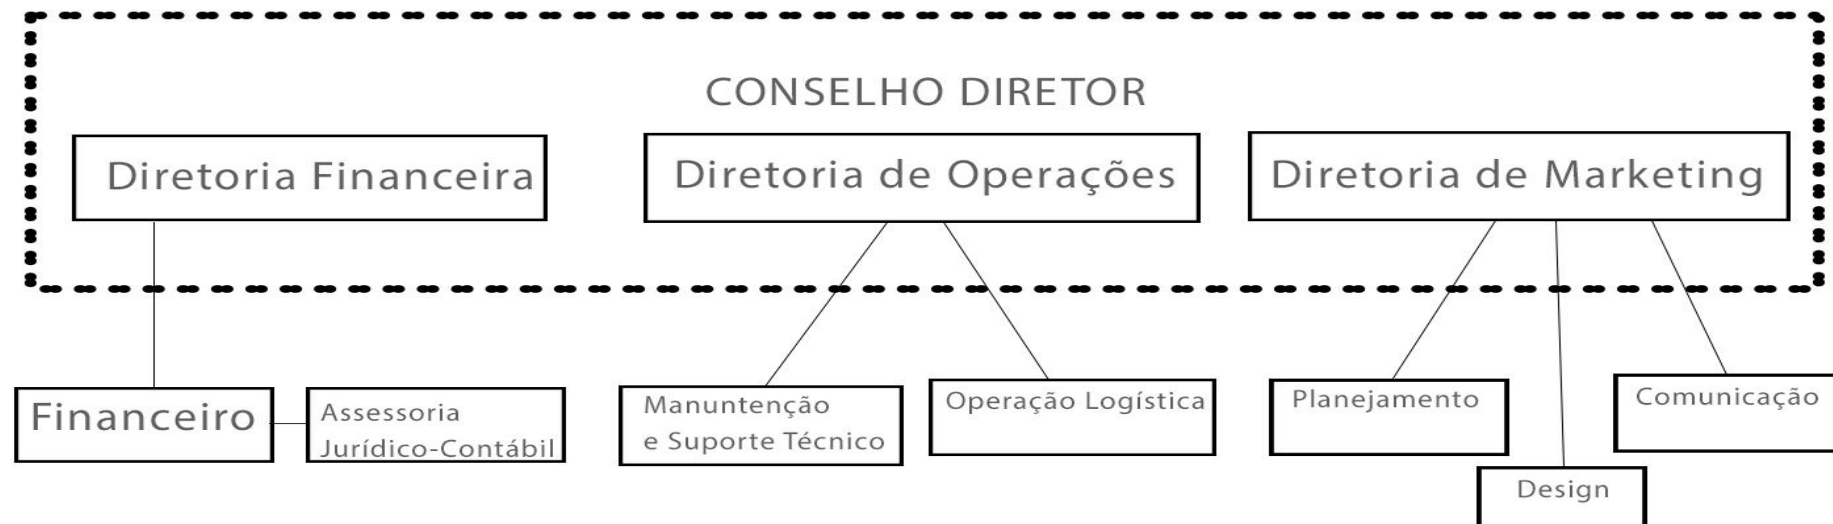 CONSELHO DIRETOR
Diretoria Financeira
Diretoria de Operações
Diretoria de Marketing
Financeiro
Assessoria
Jurídico-Contábil
Manuntenção
e Suporte Técnico
Operação Logística
Planejamento
Design
Comunicação